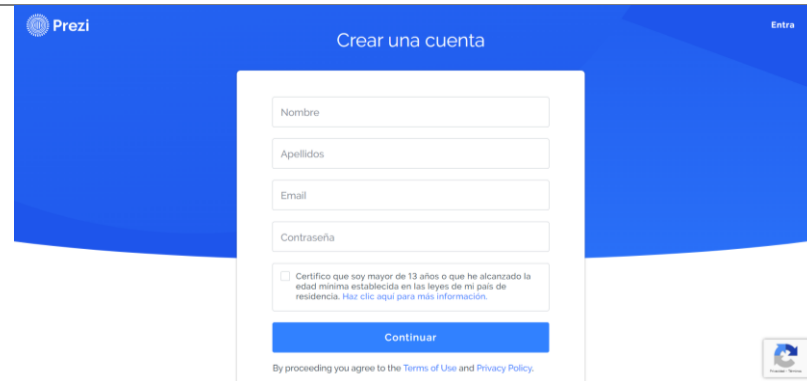 Prezi
Entra
Crear una cuenta
Nombre
Apellidos
Email
Contraseña
Certifico que soy mayor de 13 años o que he alcanzado la
edad mínima establecida en las leyes de mi país de
residencia. Haz clic aquí para más información.
Continuar
By proceeding you agree to the Terms of Use and Privacy Policy.